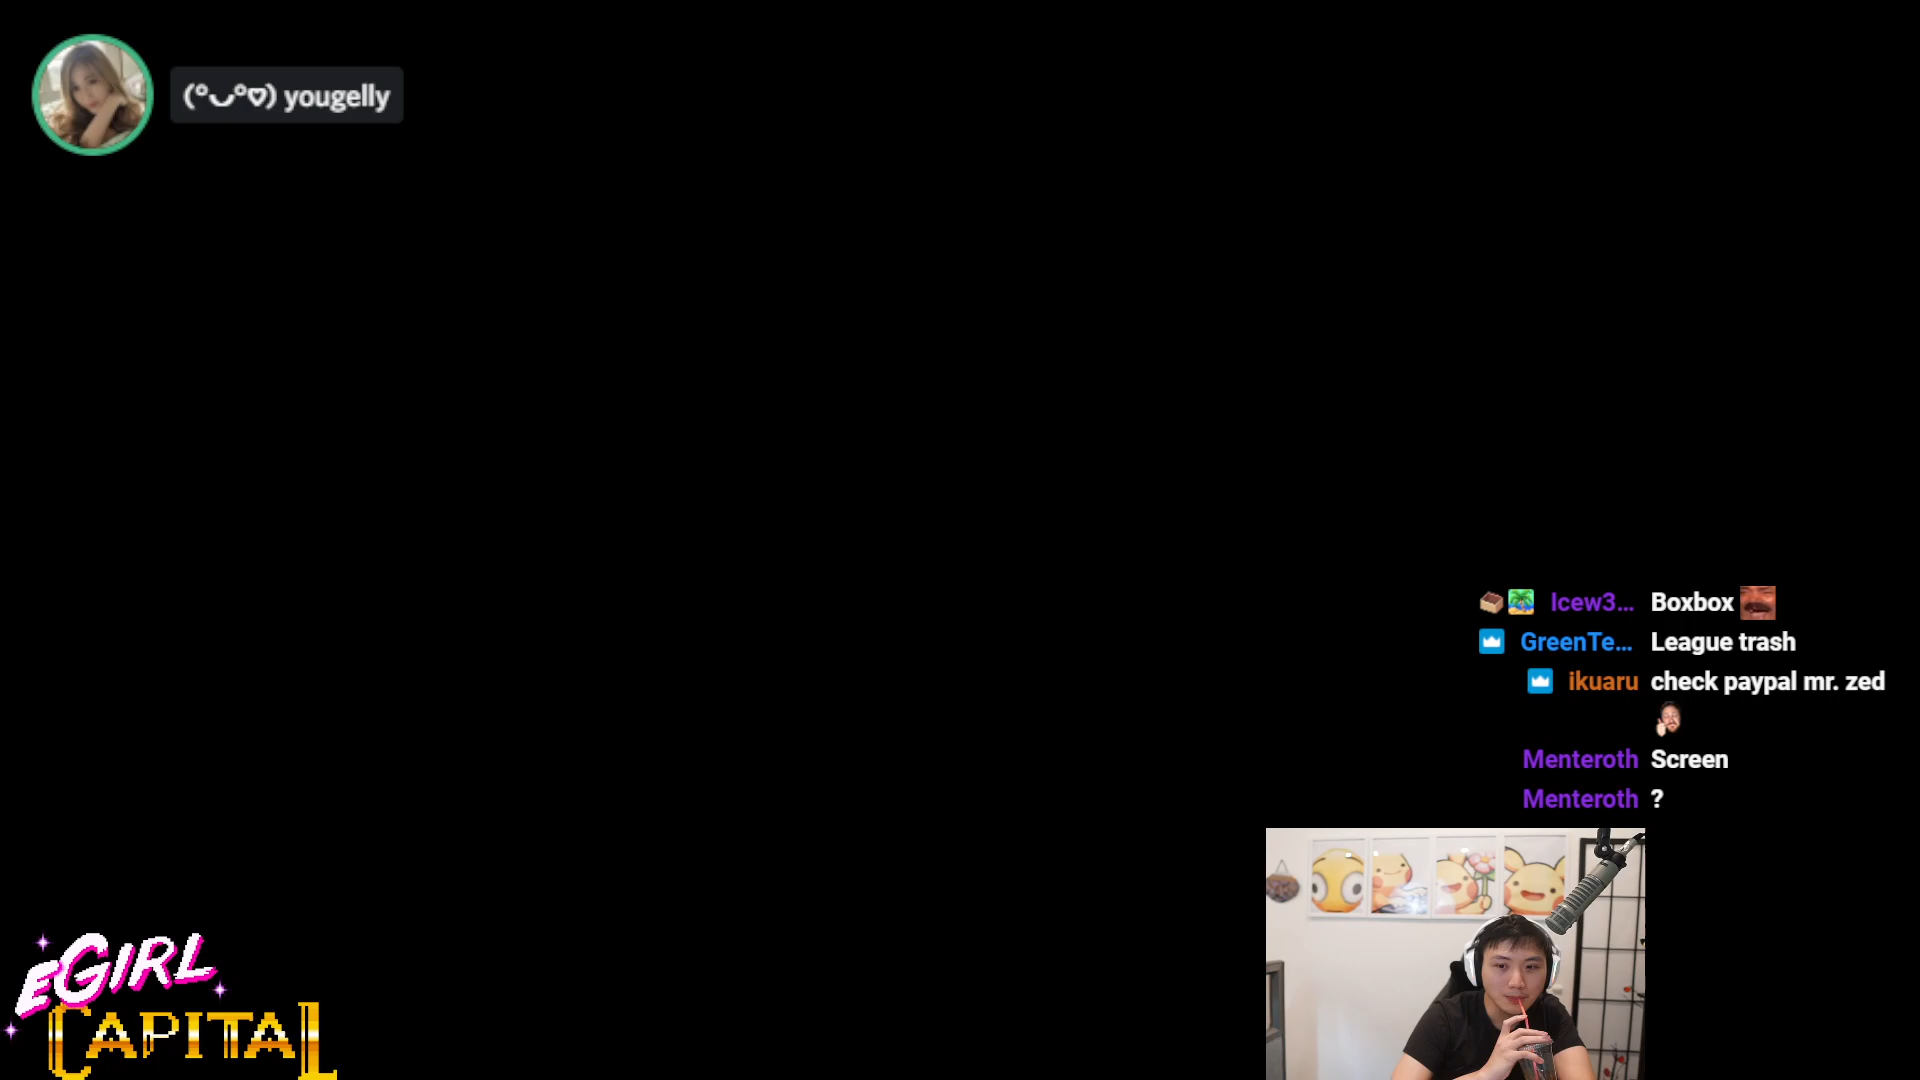 (°ᴗ°♡) yougelly
Icew3... Boxbox
GreenTe... League trash
ikuaru check paypal mr. zed
Menteroth Screen
Menteroth ?
EGIRL
CAPITAL